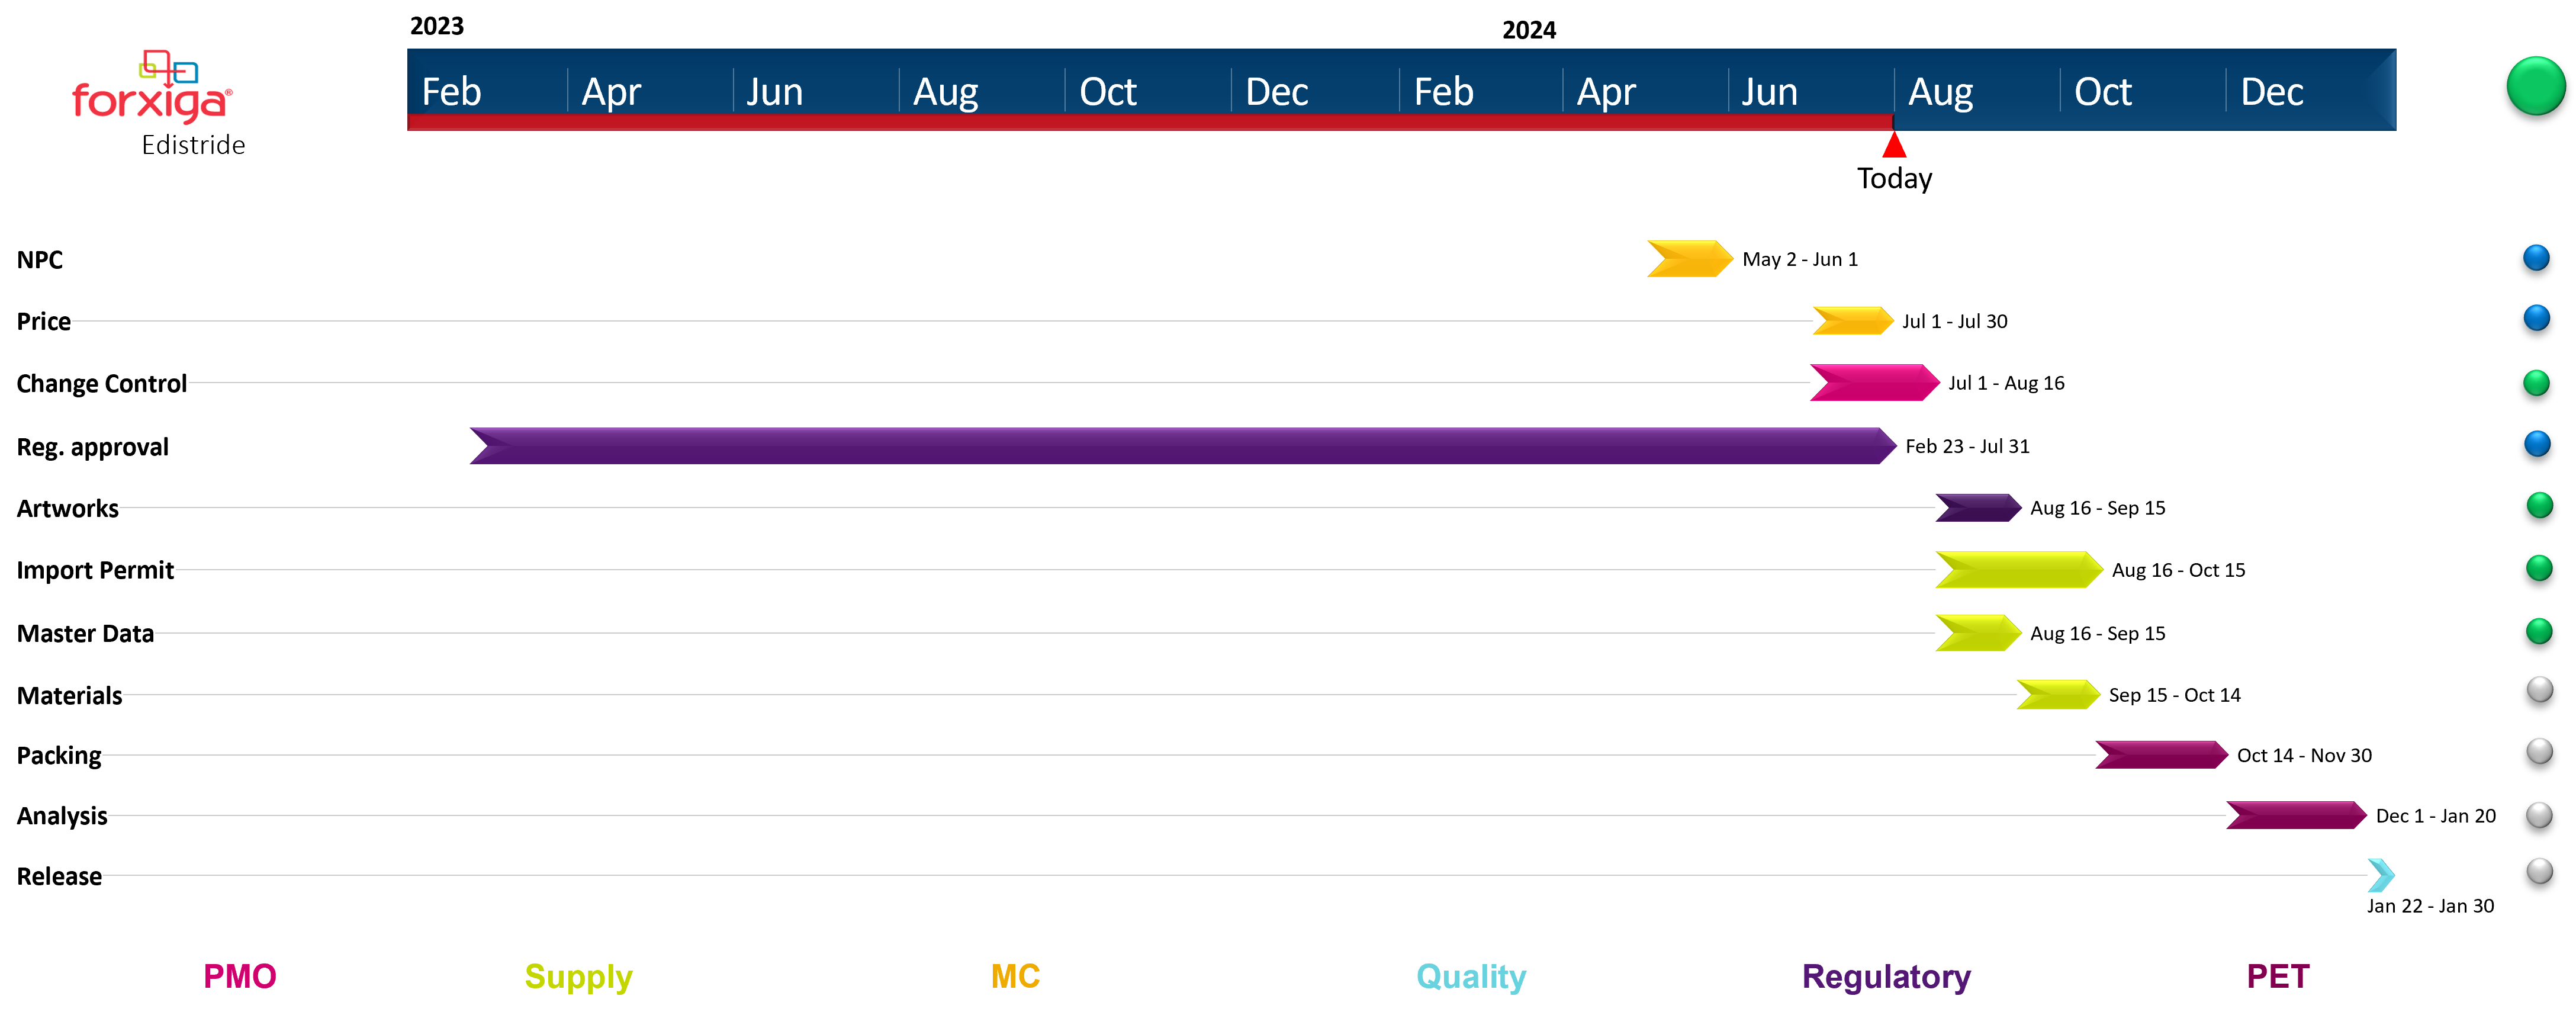 2023
2024
Feb Apr Jun Aug Oct Dec Feb Apr Jun Aug Oct Dec
forxiga®
Edistride
Today
NPC May 2 - Jun 1
Price Jul 1 - Jul 30
Change Control Jul 1 - Aug 16
Reg. approval Feb 23 - Jul 31
Artworks Aug 16 - Sep 15
Import Permit Aug 16 - Oct 15
Master Data Aug 16 - Sep 15
Materials Sep 15 - Oct 14
Packing Oct 14 - Nov 30
Analysis Dec 1 - Jan 20
Release
Jan 22 - Jan 30
PMO Supply MC Quality Regulatory PET